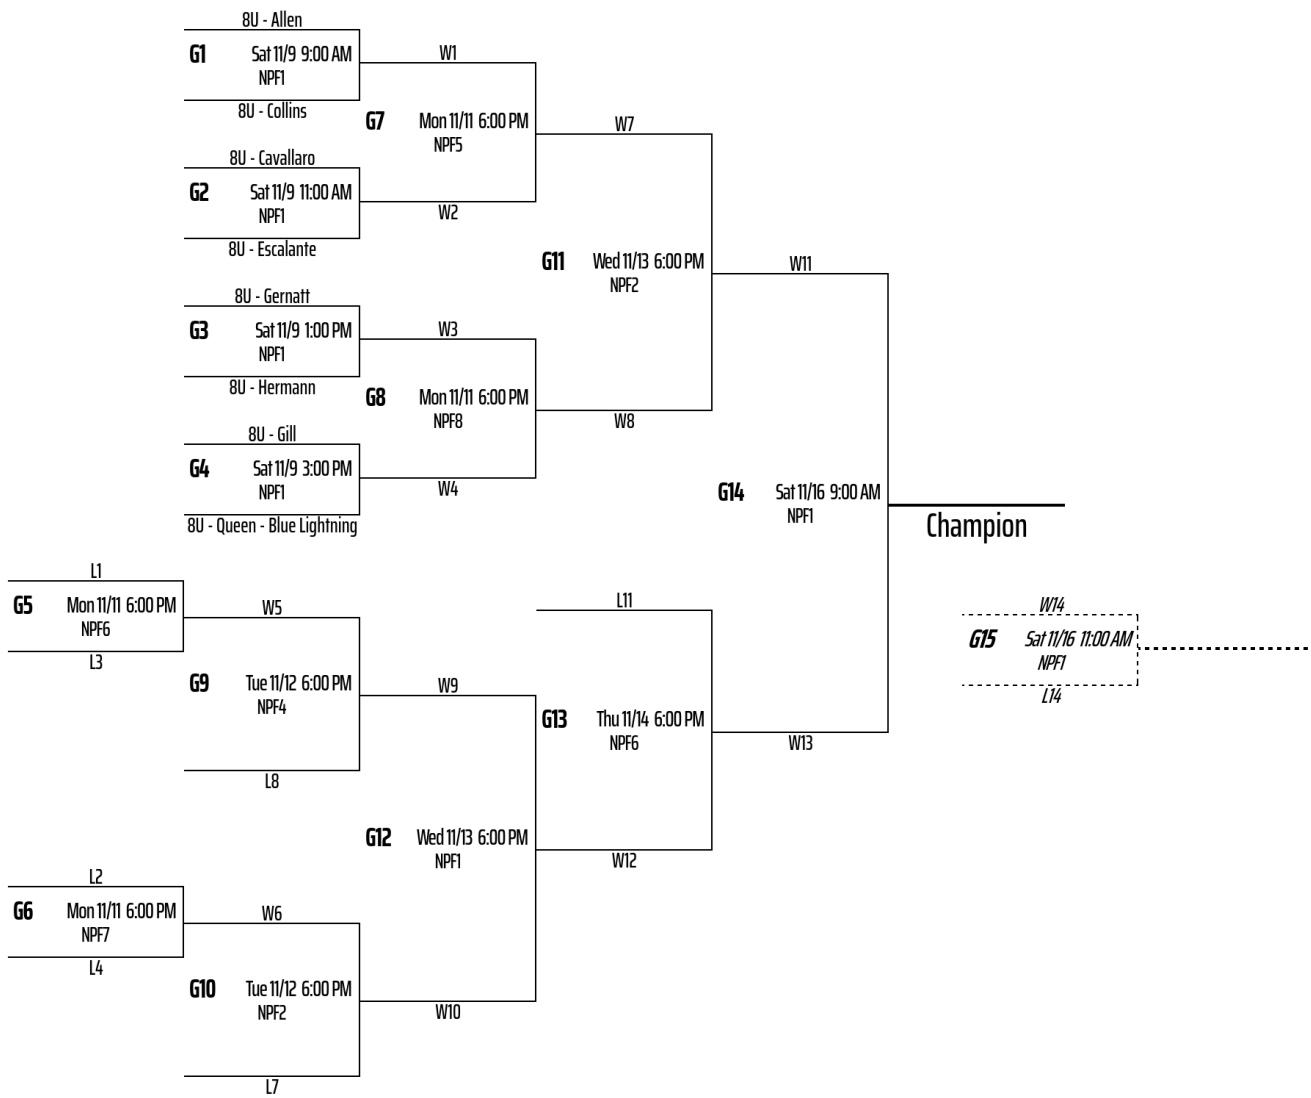 8U - Allen
G1 Sat 11/9 9:00 AM
NPF1
8U - Collins
W1
G7 Mon 11/11 6:00 PM
NPF5
8U - Cavallaro
G2 Sat 11/9 11:00 AM
NPF1
8U - Escalante
W2
W7
G11 Wed 11/13 6:00 PM
NPF2
8U - Gernatt
G3 Sat 11/9 1:00 PM
NPF1
8U - Hermann
W3
G8 Mon 11/11 6:00 PM
NPF8
8U - Gill
G4 Sat 11/9 3:00 PM
NPF1
8U - Queen - Blue Lightning
W4
W8
W11
G14 Sat 11/16 9:00 AM
NPF1
Champion
L1
G5 Mon 11/11 6:00 PM
NPF6
L3
W5
G9 Tue 11/12 6:00 PM
NPF4
L8
W9
L11
G13 Thu 11/14 6:00 PM
NPF6
W13
W14
G15 Sat 11/16 11:00 AM
NPF1
L14
G12 Wed 11/13 6:00 PM
NPF1
W12
L2
G6 Mon 11/11 6:00 PM
NPF7
L4
W6
G10 Tue 11/12 6:00 PM
NPF2
L7
W10